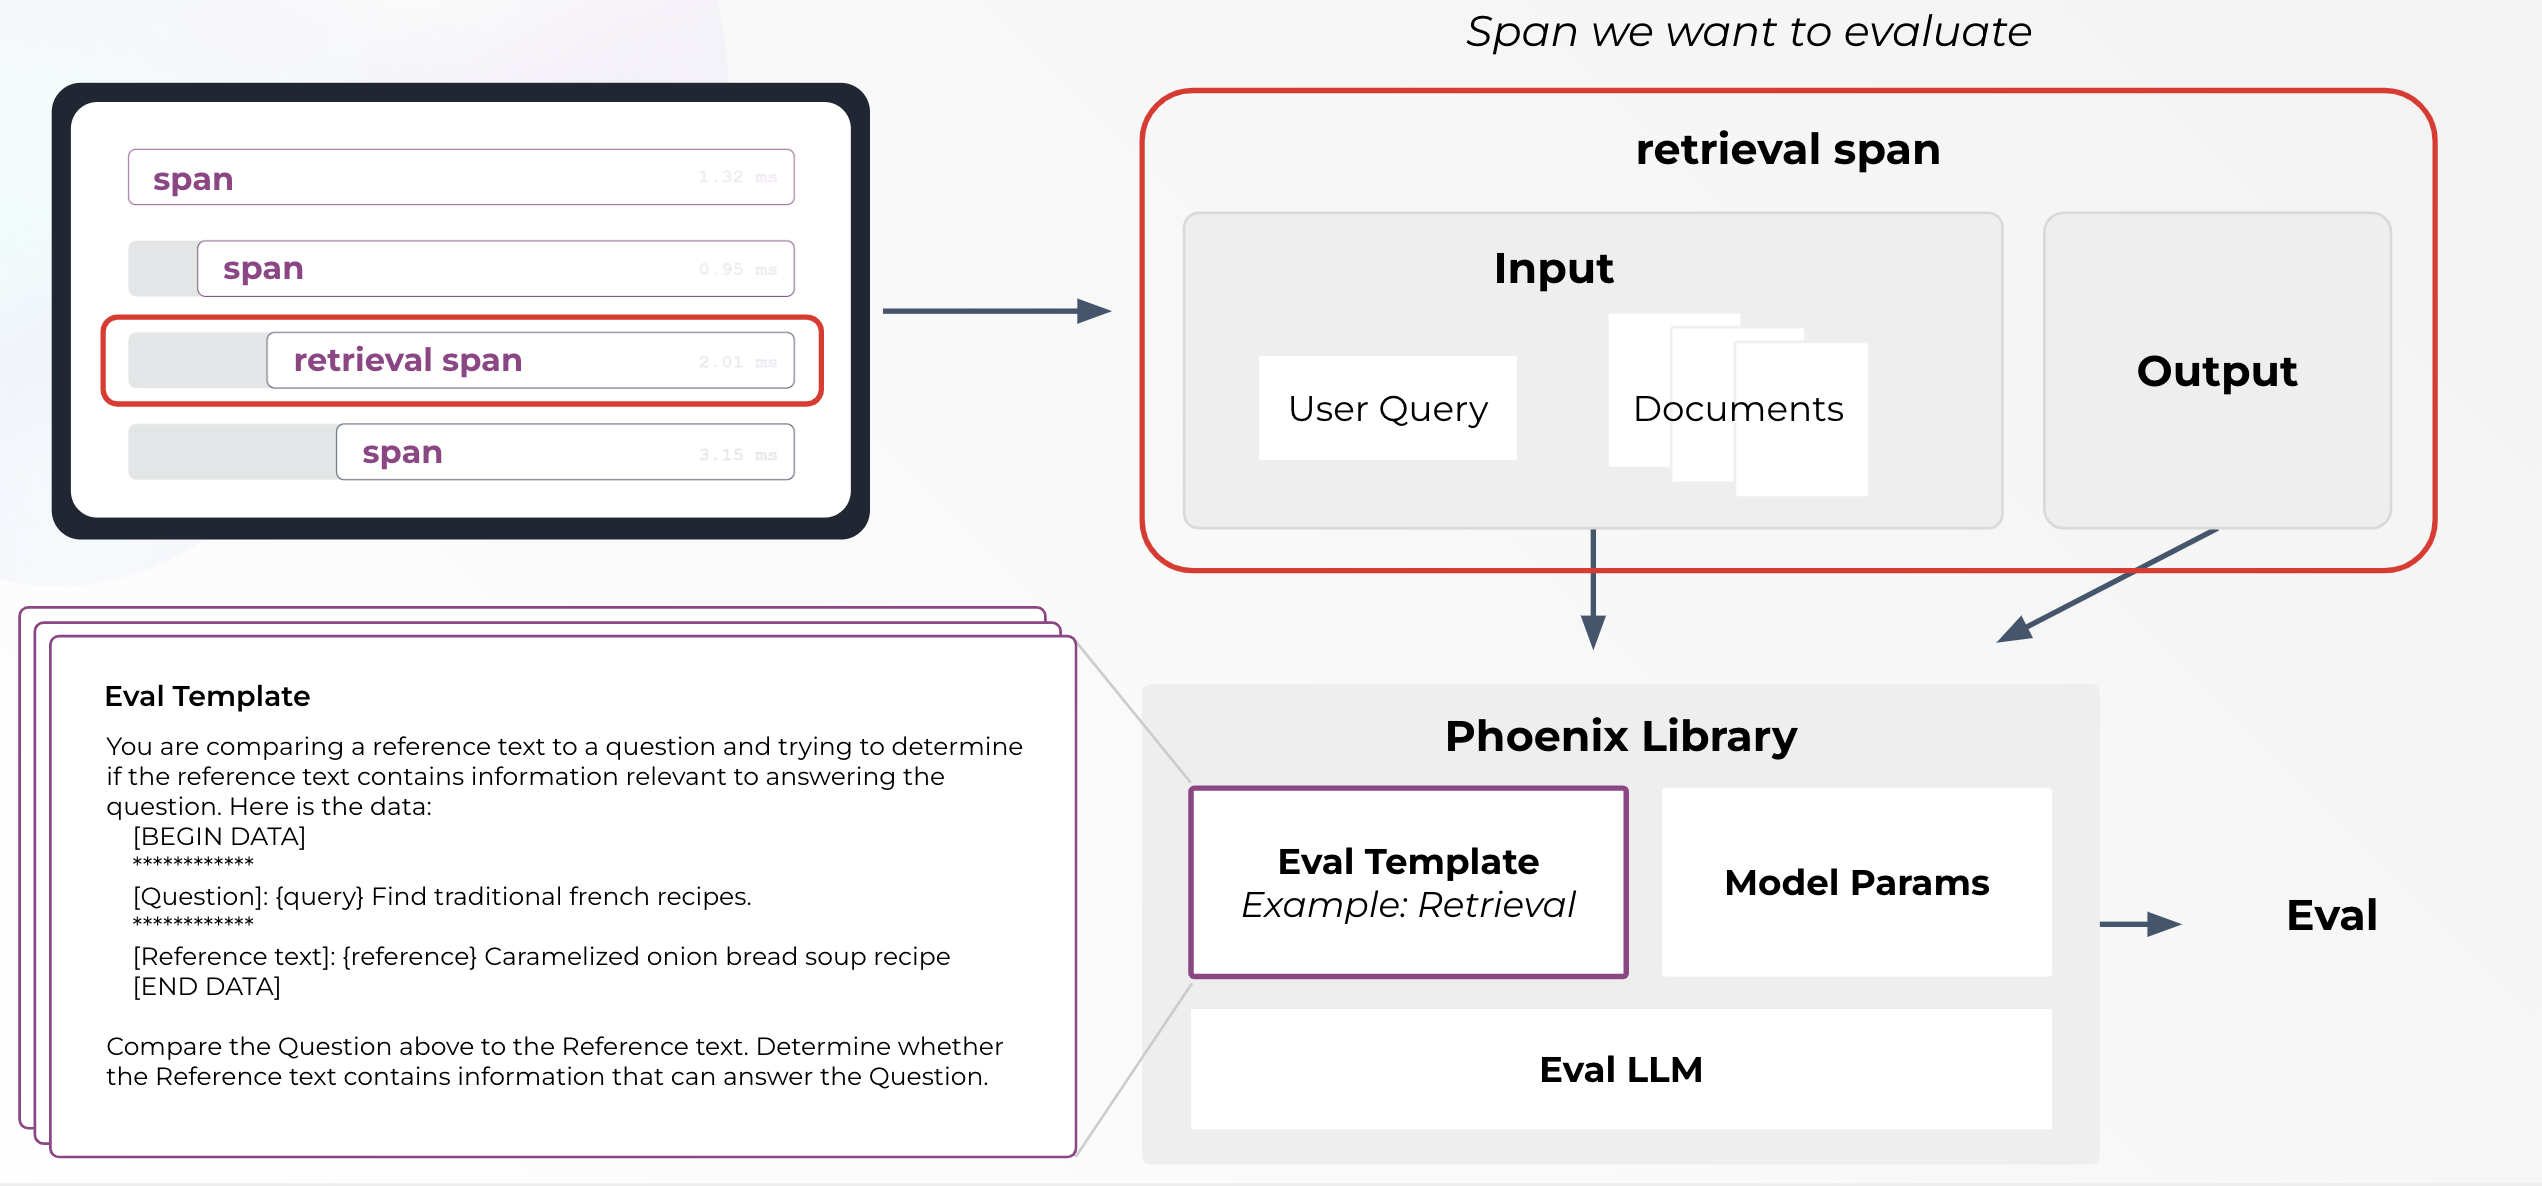 Span we want to evaluate
span
1.32 ms
span
0.95 ms
retrieval span
2.01 ms
span
3.15 ms
retrieval span
Input
User Query
Documents
Output
Eval Template
You are comparing a reference text to a question and trying to determine
if the reference text contains information relevant to answering the
question. Here is the data:
[BEGIN DATA]
************
[Question]: {query} Find traditional french recipes.
************
[Reference text]: {reference} Caramelized onion bread soup recipe
[END DATA]
Compare the Question above to the Reference text. Determine whether
the Reference text contains information that can answer the Question.
Phoenix Library
Eval Template
Example: Retrieval
Model Params
Eval LLM
Eval